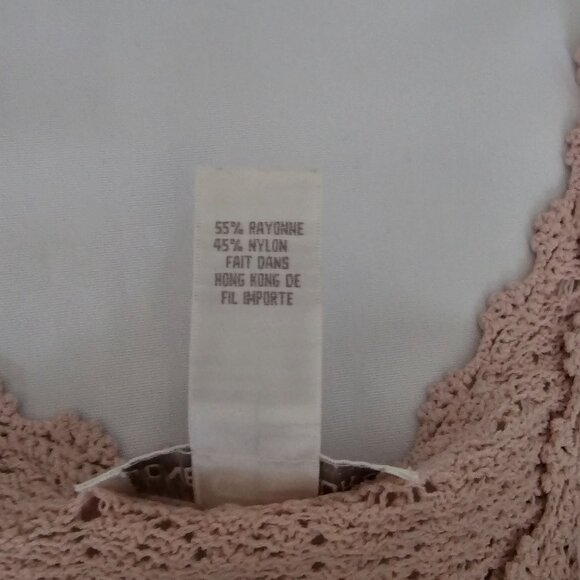 55% RAYONNE
45% NYLON
FAIT DANS
HONG KONG DE
FIL IMPORTE